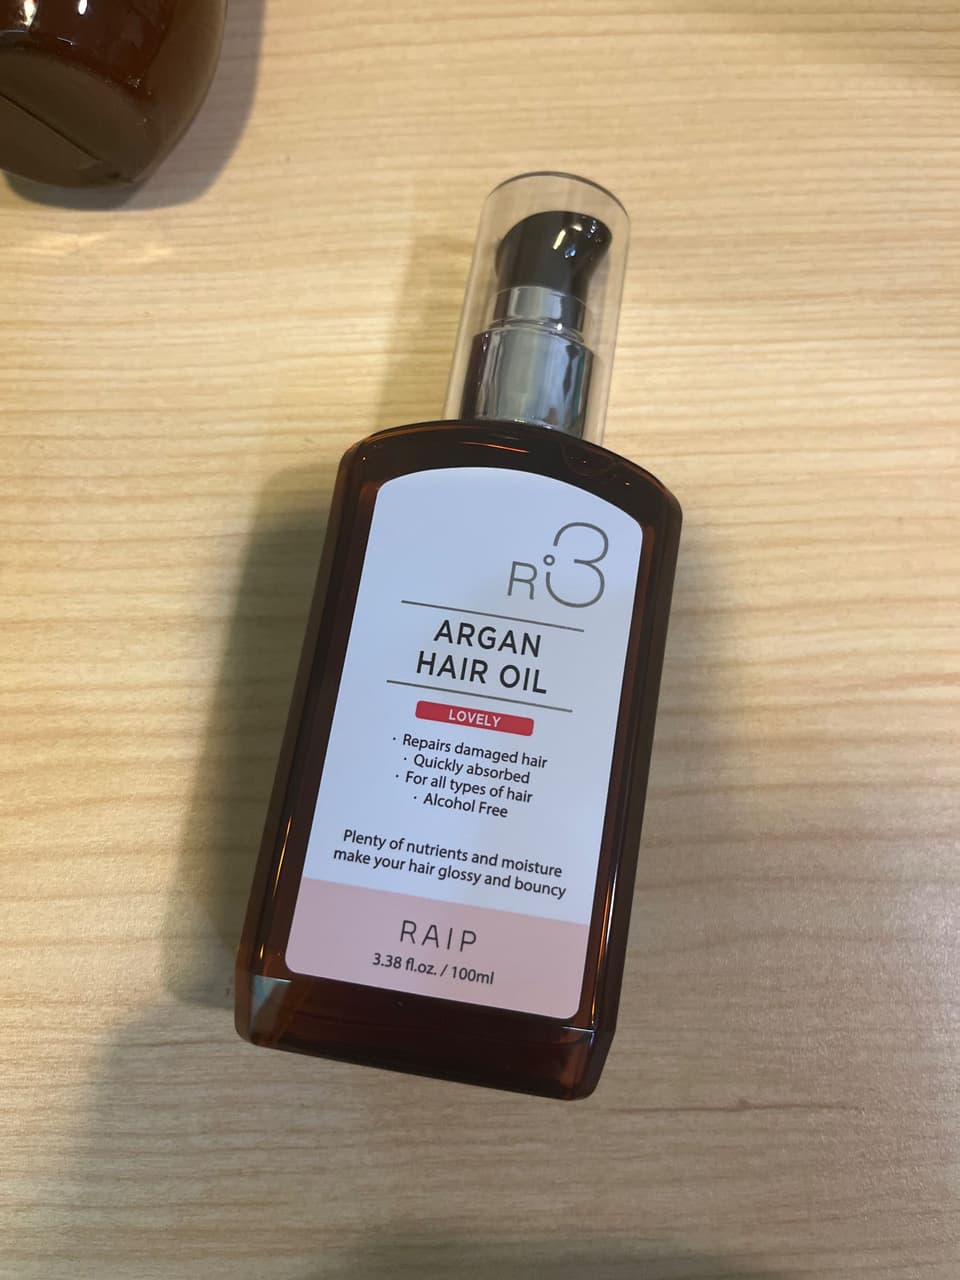 R3
ARGAN
HAIR OIL
LOVELY
· Repairs damaged hair
· Quickly absorbed
· For all types of hair
· Alcohol Free
Plenty of nutrients and moisture
make your hair glossy and bouncy
RAIP
3.38 fl.oz. / 100ml